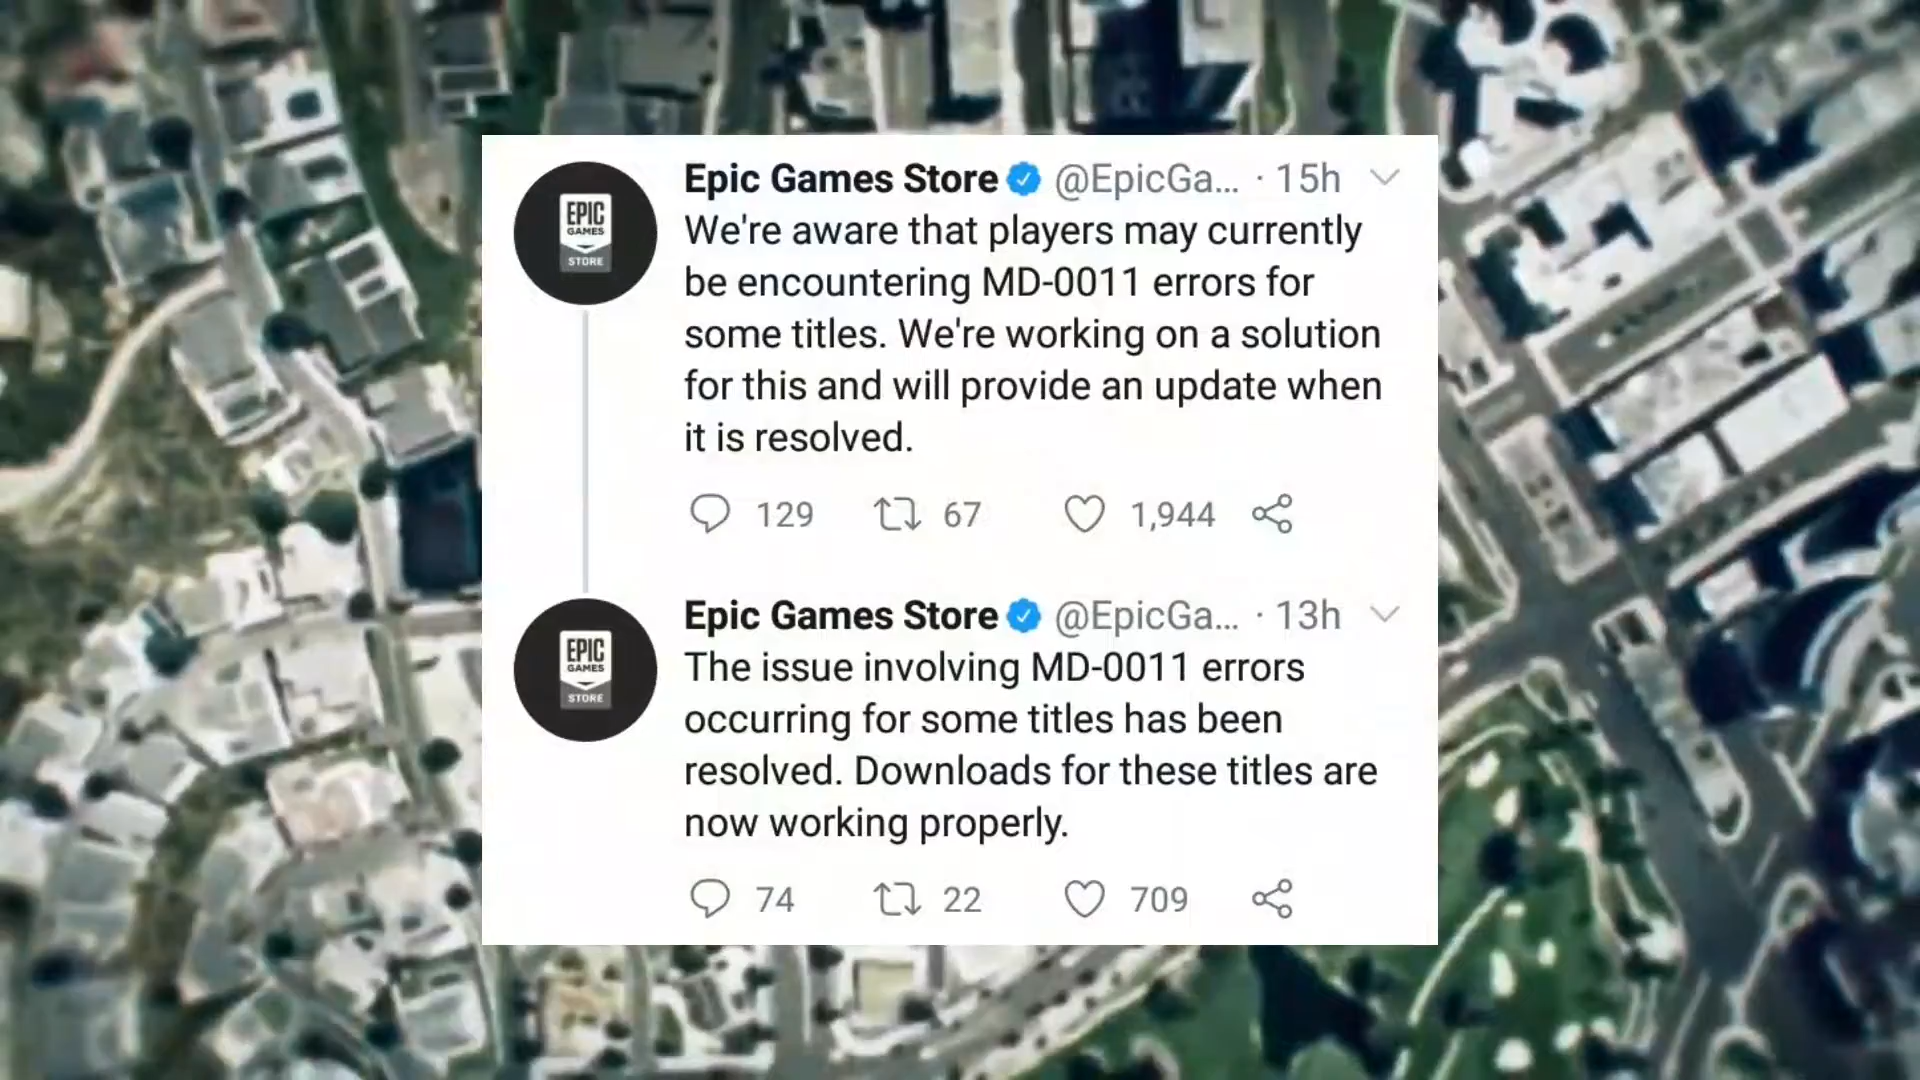 Epic Games Store @EpicGa... · 15h
EPIC
GAMES
STORE
We're aware that players may currently
be encountering MD-0011 errors for
some titles. We're working on a solution
for this and will provide an update when
it is resolved.
129 67 1,944
Epic Games Store @EpicGa... · 13h
EPIC
GAMES
STORE
The issue involving MD-0011 errors
occurring for some titles has been
resolved. Downloads for these titles are
now working properly.
74 22 709